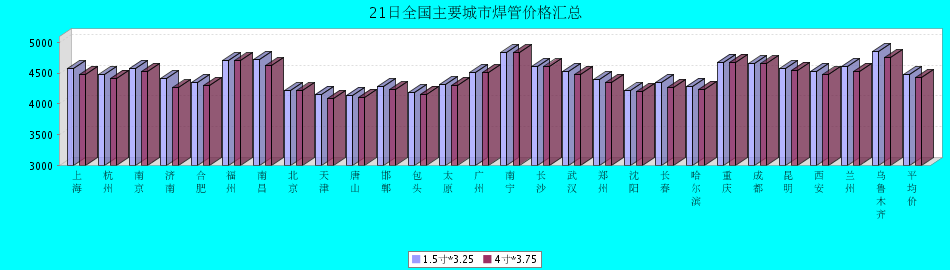 21日全国主要城市焊管价格汇总
5000
4500
4000
3500
3000
上海
杭州
南京
济南
合肥
福州
南昌
北京
天津
唐山
邯郸
包头
太原
广州
南宁
长沙
武汉
郑州
沈阳
长春
哈尔滨
重庆
成都
昆明
西安
兰州
乌鲁木齐
平均价
1.5寸*3.25
4寸*3.75